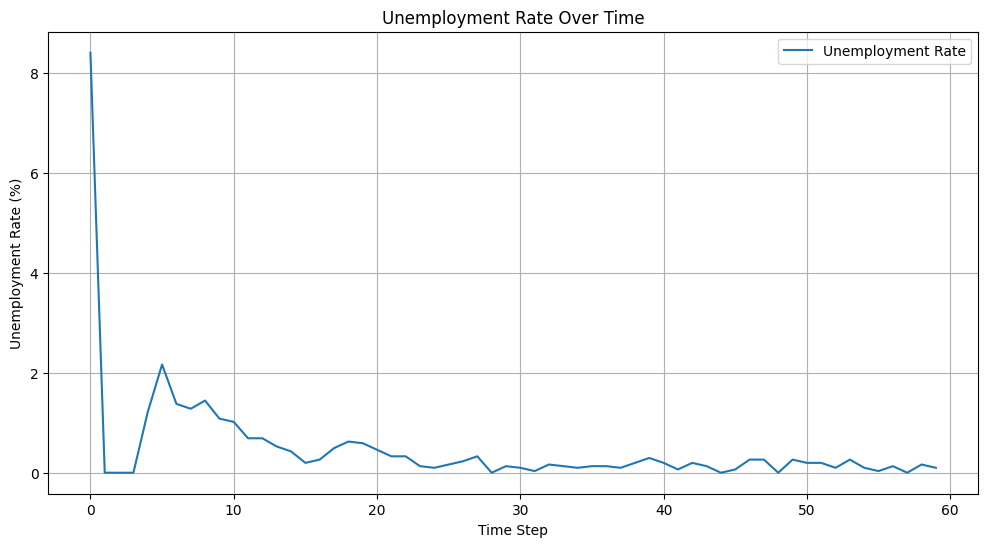 Unemployment Rate Over Time
Unemployment Rate
Unemployment Rate (%)
8
6
4
2
0
0 10 20 30 40 50 60
Time Step